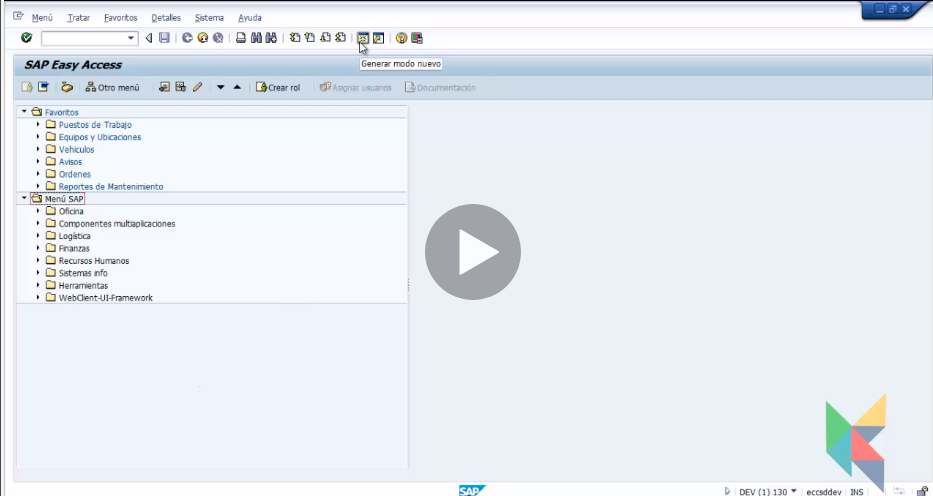 Menú Tratar Favoritos Detalles Sistema Ayuda
Generar modo nuevo
SAP Easy Access
Otro menú Crear rol Asignar usuarios Documentación
Favoritos
Puestos de Trabajo
Equipos y Ubicaciones
Vehiculos
Avisos
Ordenes
Reportes de Mantenimiento
Menú SAP
Oficina
Componentes multiaplicaciones
Logística
Finanzas
Recursos Humanos
Sistemas info
Herramientas
WebClient-UI-Framework
SAP DEV (1) 130 eccsddev INS